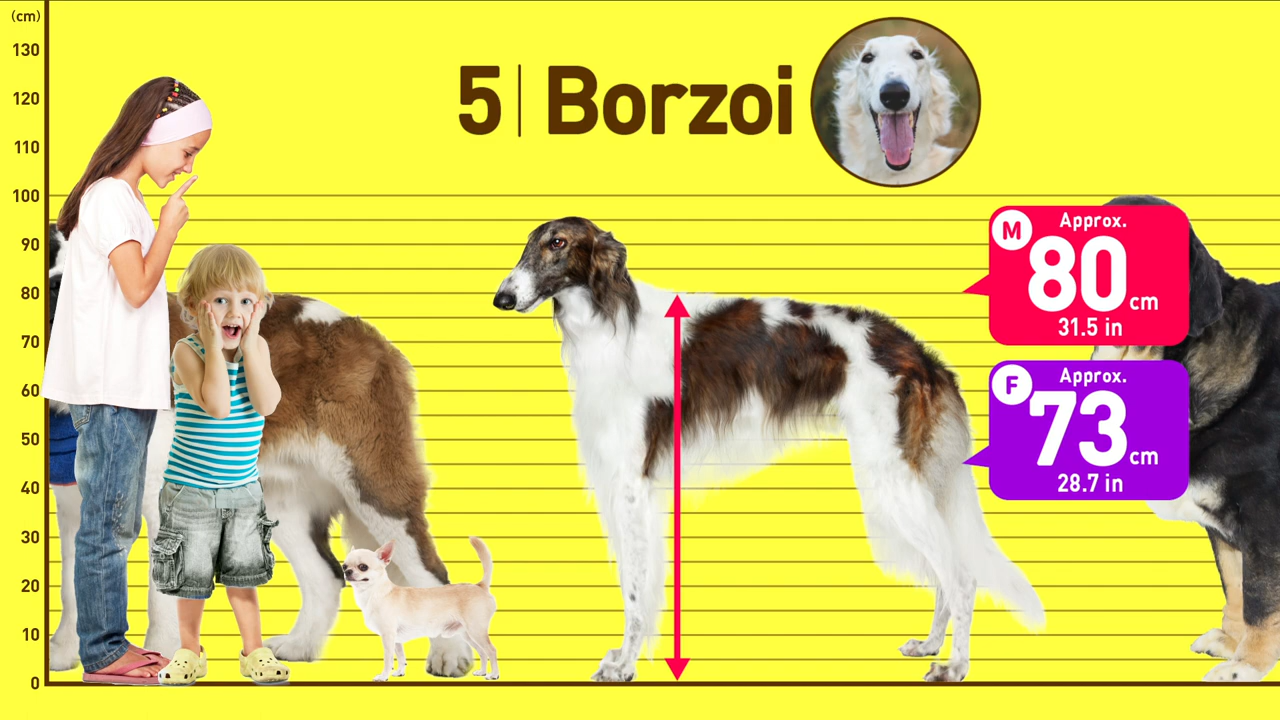 (cm)
130
120
110
100
90
80
70
60
50
40
30
20
10
0
5 | Borzoi
M
Approx.
80 cm
31.5 in
F
Approx.
73 cm
28.7 in